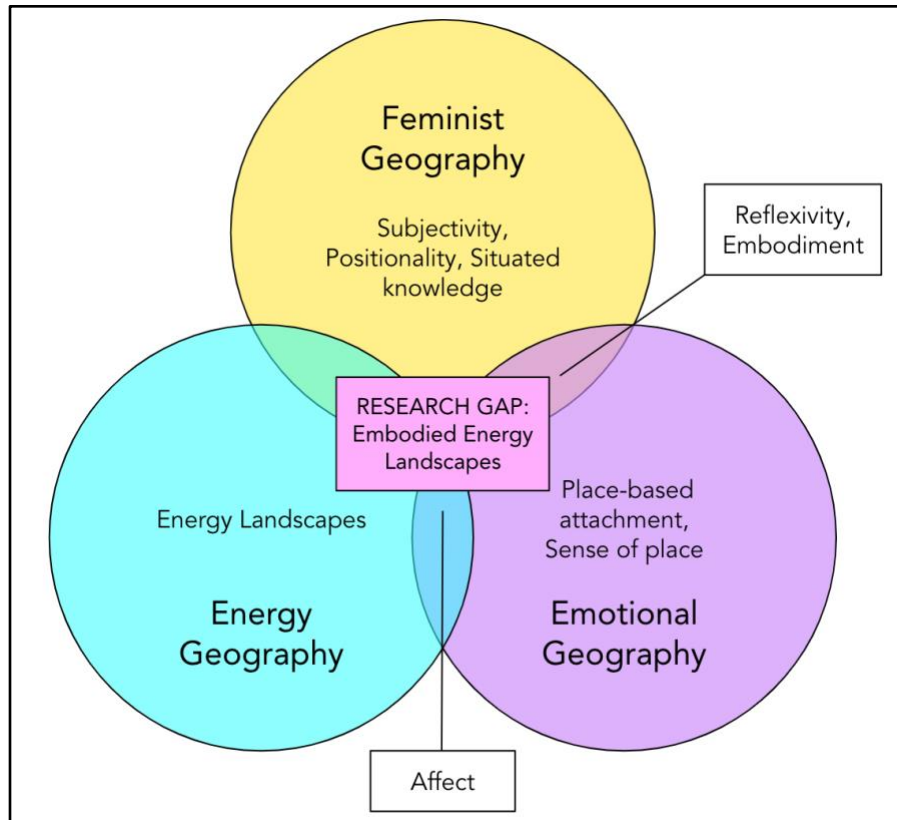 Feminist
Geography
Subjectivity,
Positionality, Situated
knowledge
Reflexivity,
Embodiment
RESEARCH GAP:
Embodied Energy
Landscapes
Energy Landscapes
Energy
Geography
Place-based
attachment,
Sense of place
Emotional
Geography
Affect